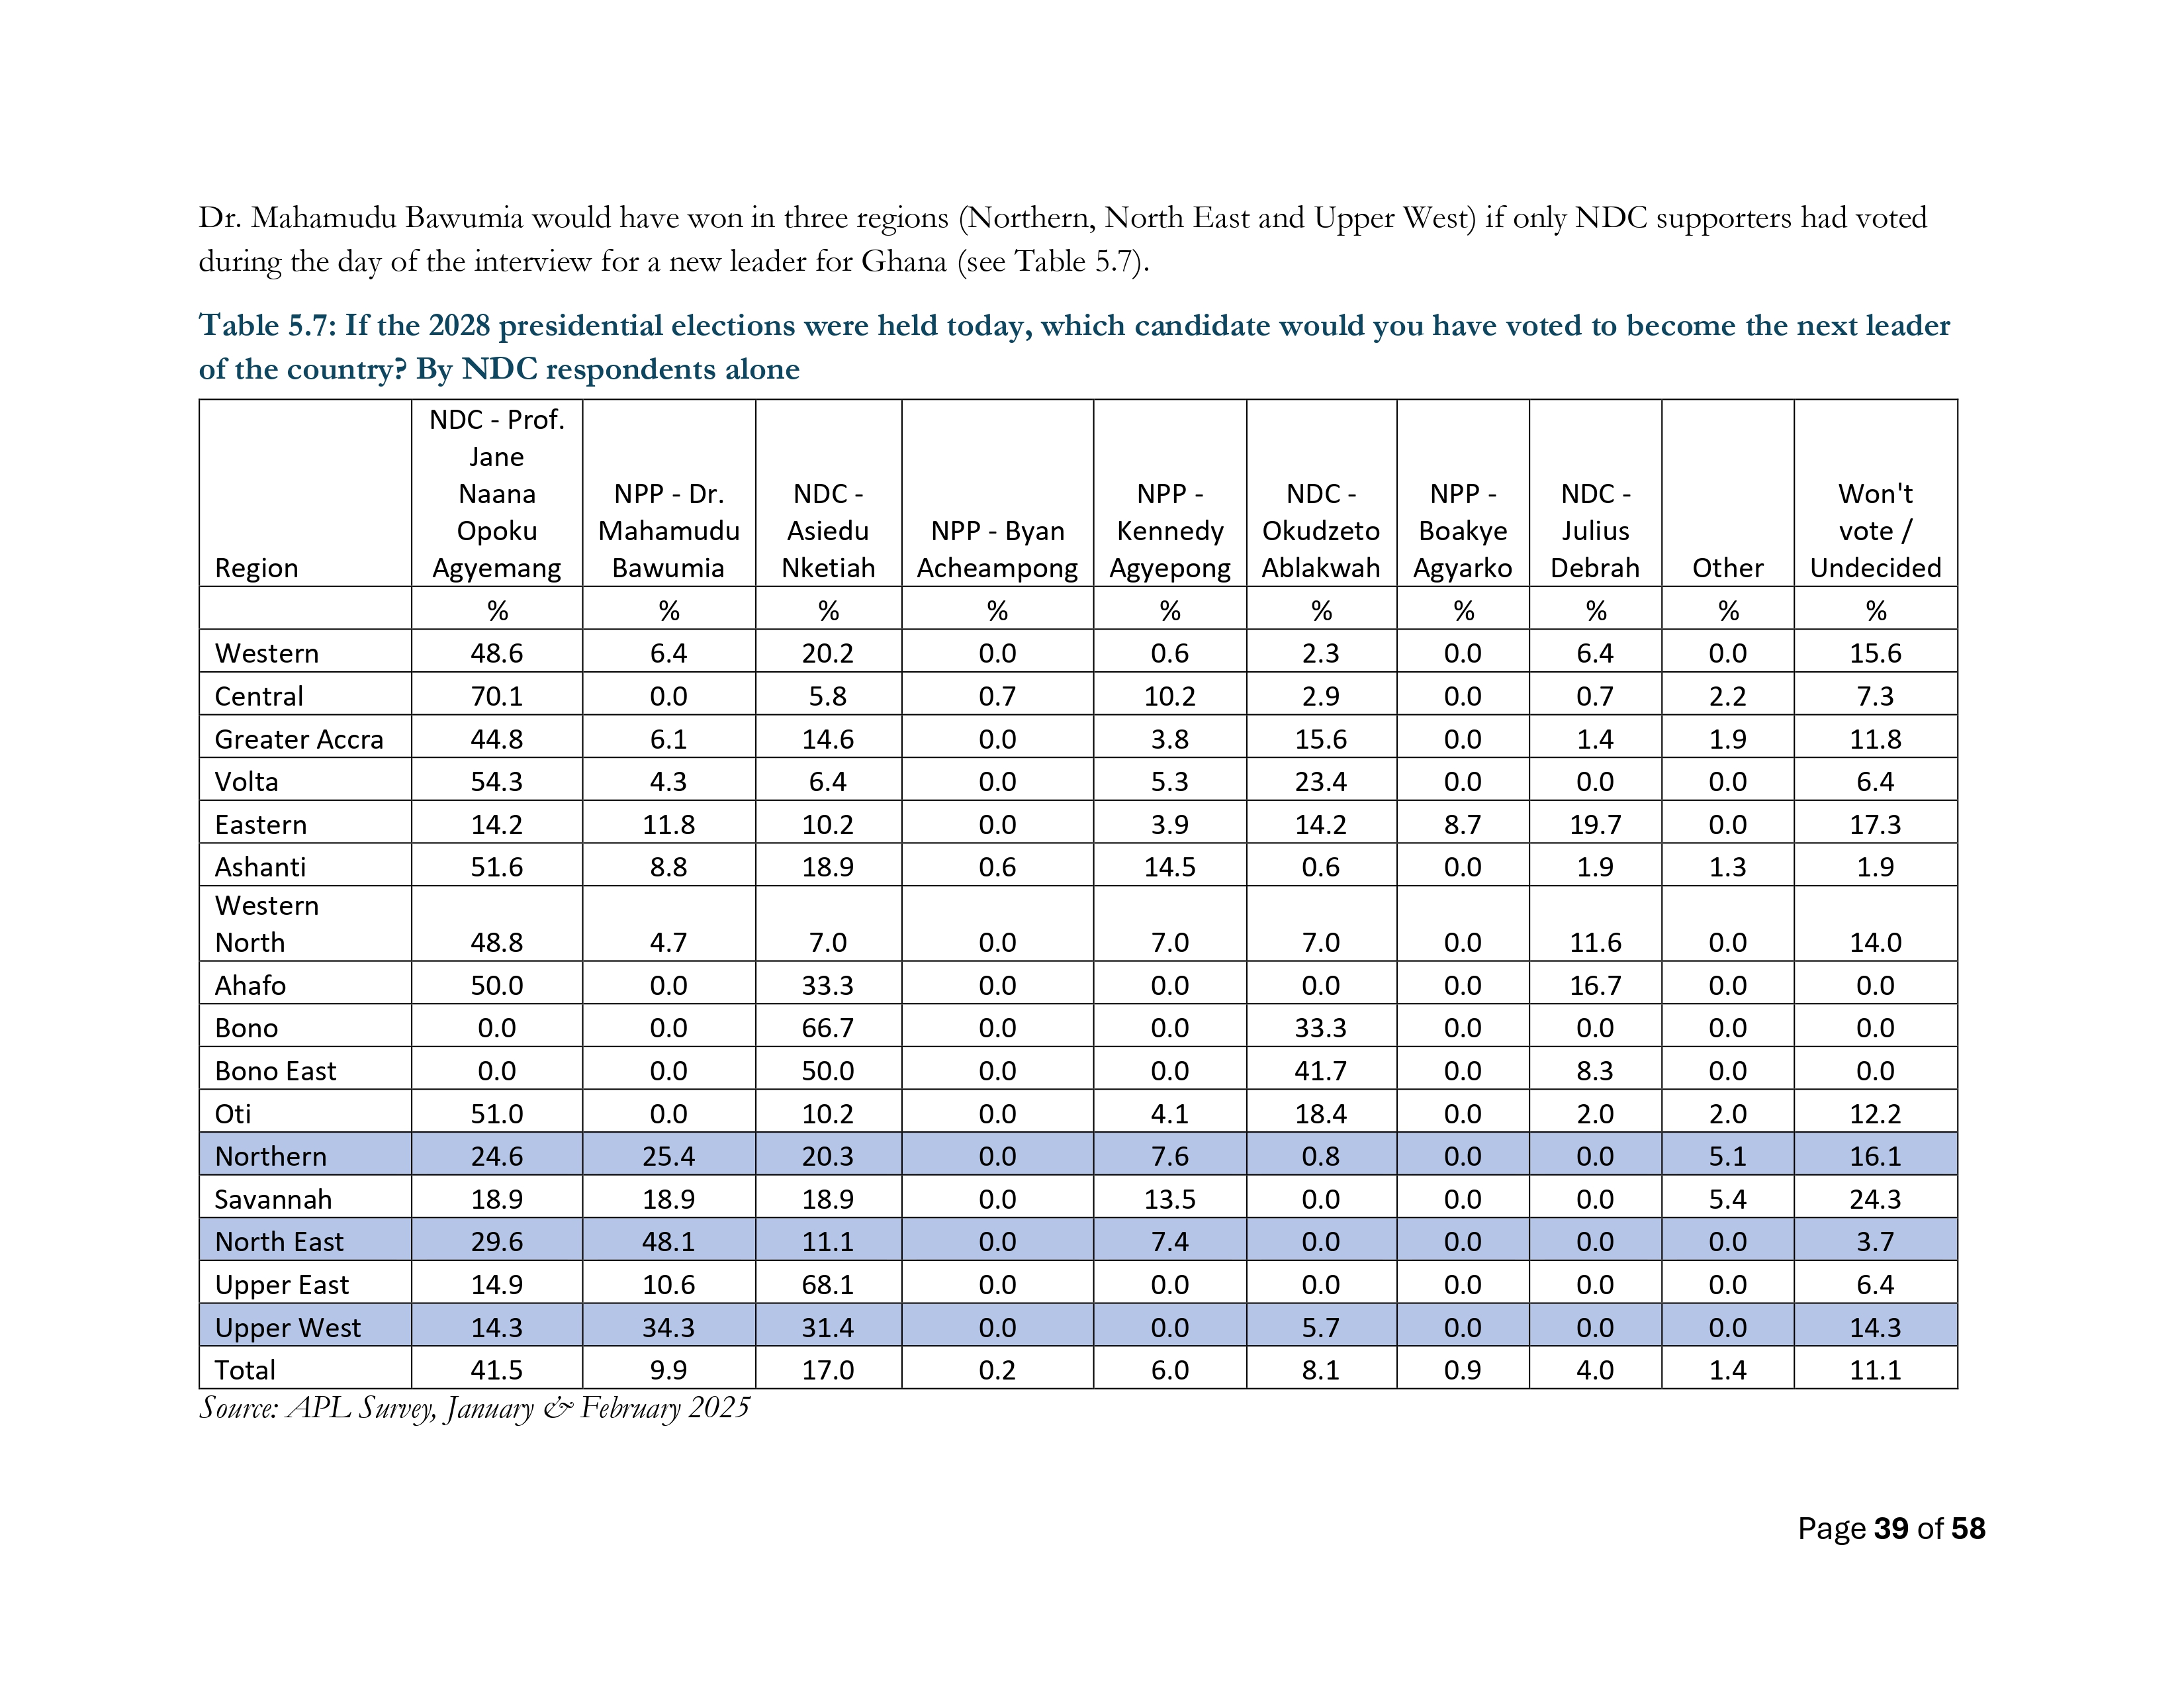 Dr. Mahamudu Bawumia would have won in three regions (Northern, North East and Upper West) if only NDC supporters had voted
during the day of the interview for a new leader for Ghana (see Table 5.7).
Table 5.7: If the 2028 presidential elections were held today, which candidate would you have voted to become the next leader
of the country? By NDC respondents alone
Region NDC - Prof. Jane Naana Opoku Agyemang NPP - Dr. Mahamudu Bawumia NDC - Asiedu Nketiah NPP - Byan Acheampong NPP - Kennedy Agyepong NDC - Okudzeto Ablakwah NPP - Boakye Agyarko NDC - Julius Debrah Other Won't vote / Undecided
% % % % % % % % % %
Western 48.6 6.4 20.2 0.0 0.6 2.3 0.0 6.4 0.0 15.6
Central 70.1 0.0 5.8 0.7 10.2 2.9 0.0 0.7 2.2 7.3
Greater Accra 44.8 6.1 14.6 0.0 3.8 15.6 0.0 1.4 1.9 11.8
Volta 54.3 4.3 6.4 0.0 5.3 23.4 0.0 0.0 0.0 6.4
Eastern 14.2 11.8 10.2 0.0 3.9 14.2 8.7 19.7 0.0 17.3
Ashanti 51.6 8.8 18.9 0.6 14.5 0.6 0.0 1.9 1.3 1.9
Western
North 48.8 4.7 7.0 0.0 7.0 7.0 0.0 11.6 0.0 14.0
Ahafo 50.0 0.0 33.3 0.0 0.0 0.0 0.0 16.7 0.0 0.0
Bono 0.0 0.0 66.7 0.0 0.0 33.3 0.0 0.0 0.0 0.0
Bono East 0.0 0.0 50.0 0.0 0.0 41.7 0.0 8.3 0.0 0.0
Oti 51.0 0.0 10.2 0.0 4.1 18.4 0.0 2.0 2.0 12.2
Northern 24.6 25.4 20.3 0.0 7.6 0.8 0.0 0.0 5.1 16.1
Savannah 18.9 18.9 18.9 0.0 13.5 0.0 0.0 0.0 5.4 24.3
North East 29.6 48.1 11.1 0.0 7.4 0.0 0.0 0.0 0.0 3.7
Upper East 14.9 10.6 68.1 0.0 0.0 0.0 0.0 0.0 0.0 6.4
Upper West 14.3 34.3 31.4 0.0 0.0 5.7 0.0 0.0 0.0 14.3
Total 41.5 9.9 17.0 0.2 6.0 8.1 0.9 4.0 1.4 11.1
Source: APL Survey, January & February 2025
Page 39 of 58